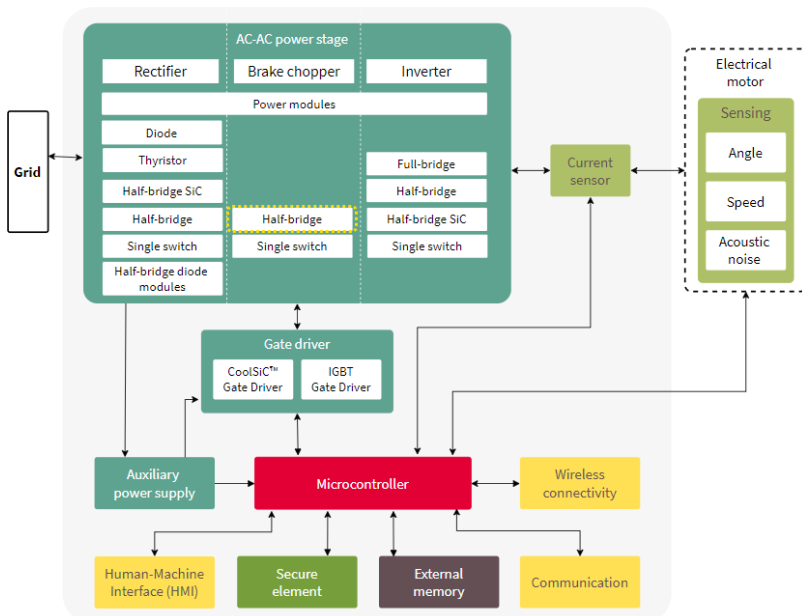 AC-AC power stage
Rectifier
Brake chopper
Inverter
Power modules
Diode
Thyristor
Half-bridge SiC
Half-bridge
Single switch
Half-bridge diode
modules
Half-bridge
Single switch
Full-bridge
Half-bridge
Half-bridge SiC
Single switch
Grid
Current
sensor
Electrical
motor
Sensing
Angle
Speed
Acoustic
noise
Gate driver
CoolSiC™
Gate Driver
IGBT
Gate Driver
Auxiliary
power supply
Microcontroller
Wireless
connectivity
Human-Machine
Interface (HMI)
Secure
element
External
memory
Communication